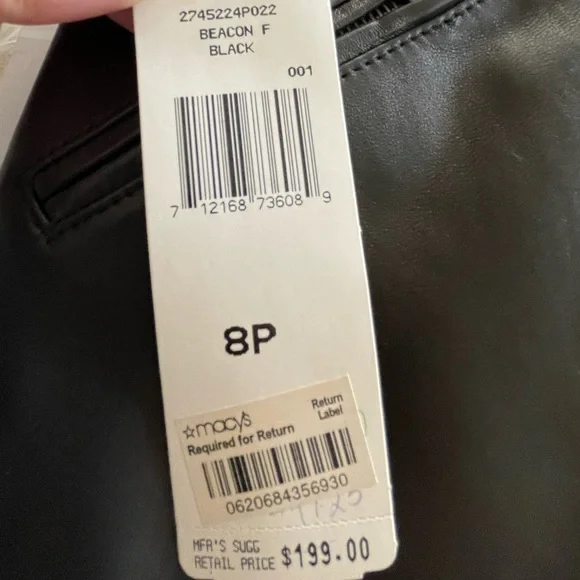 2745224P022
BEACON F
BLACK
001
7 12168 73608 9
8P
☆macy's
Return
Label
Required for Return
0620684356930
MFR'S SUGG
RETAIL PRICE $199.00